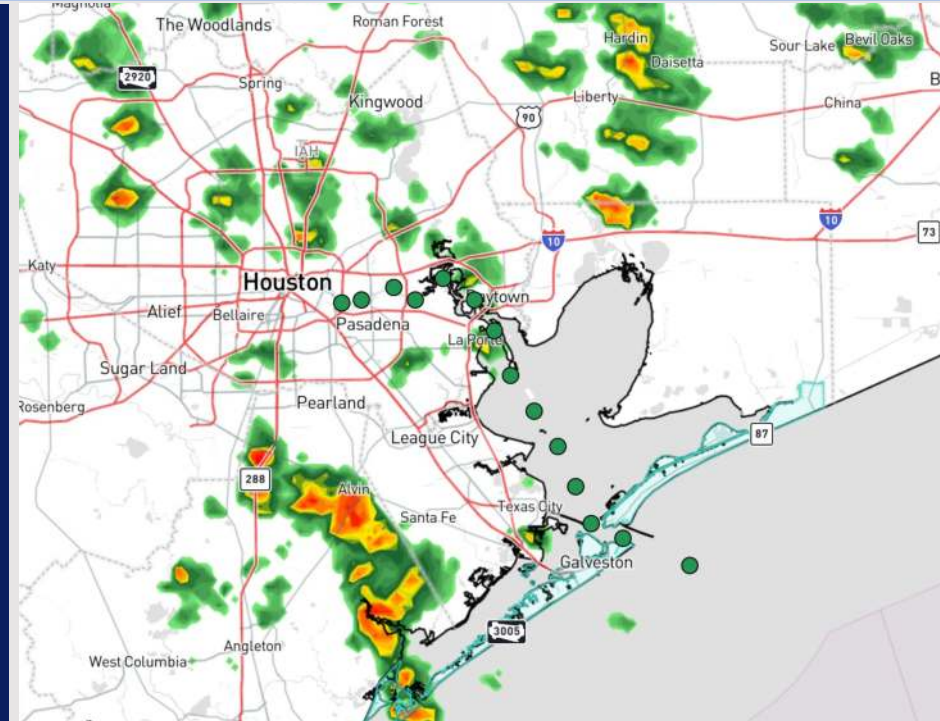 Magnolia
The Woodlands
Roman Forest
Hardin
Sour Lake
Bevil Oaks
Daisetta
2920
Spring
B
Kingwood
Liberty
China
90
IAH
10
10
73
Katy
Houston
Baytown
Alief
Bellaire
Pasadena
La Porte
Sugar Land
Rosenberg
Pearland
League City
87
288
Alvin
Santa Fe
Texas City
Galveston
3005
Angleton
West Columbia